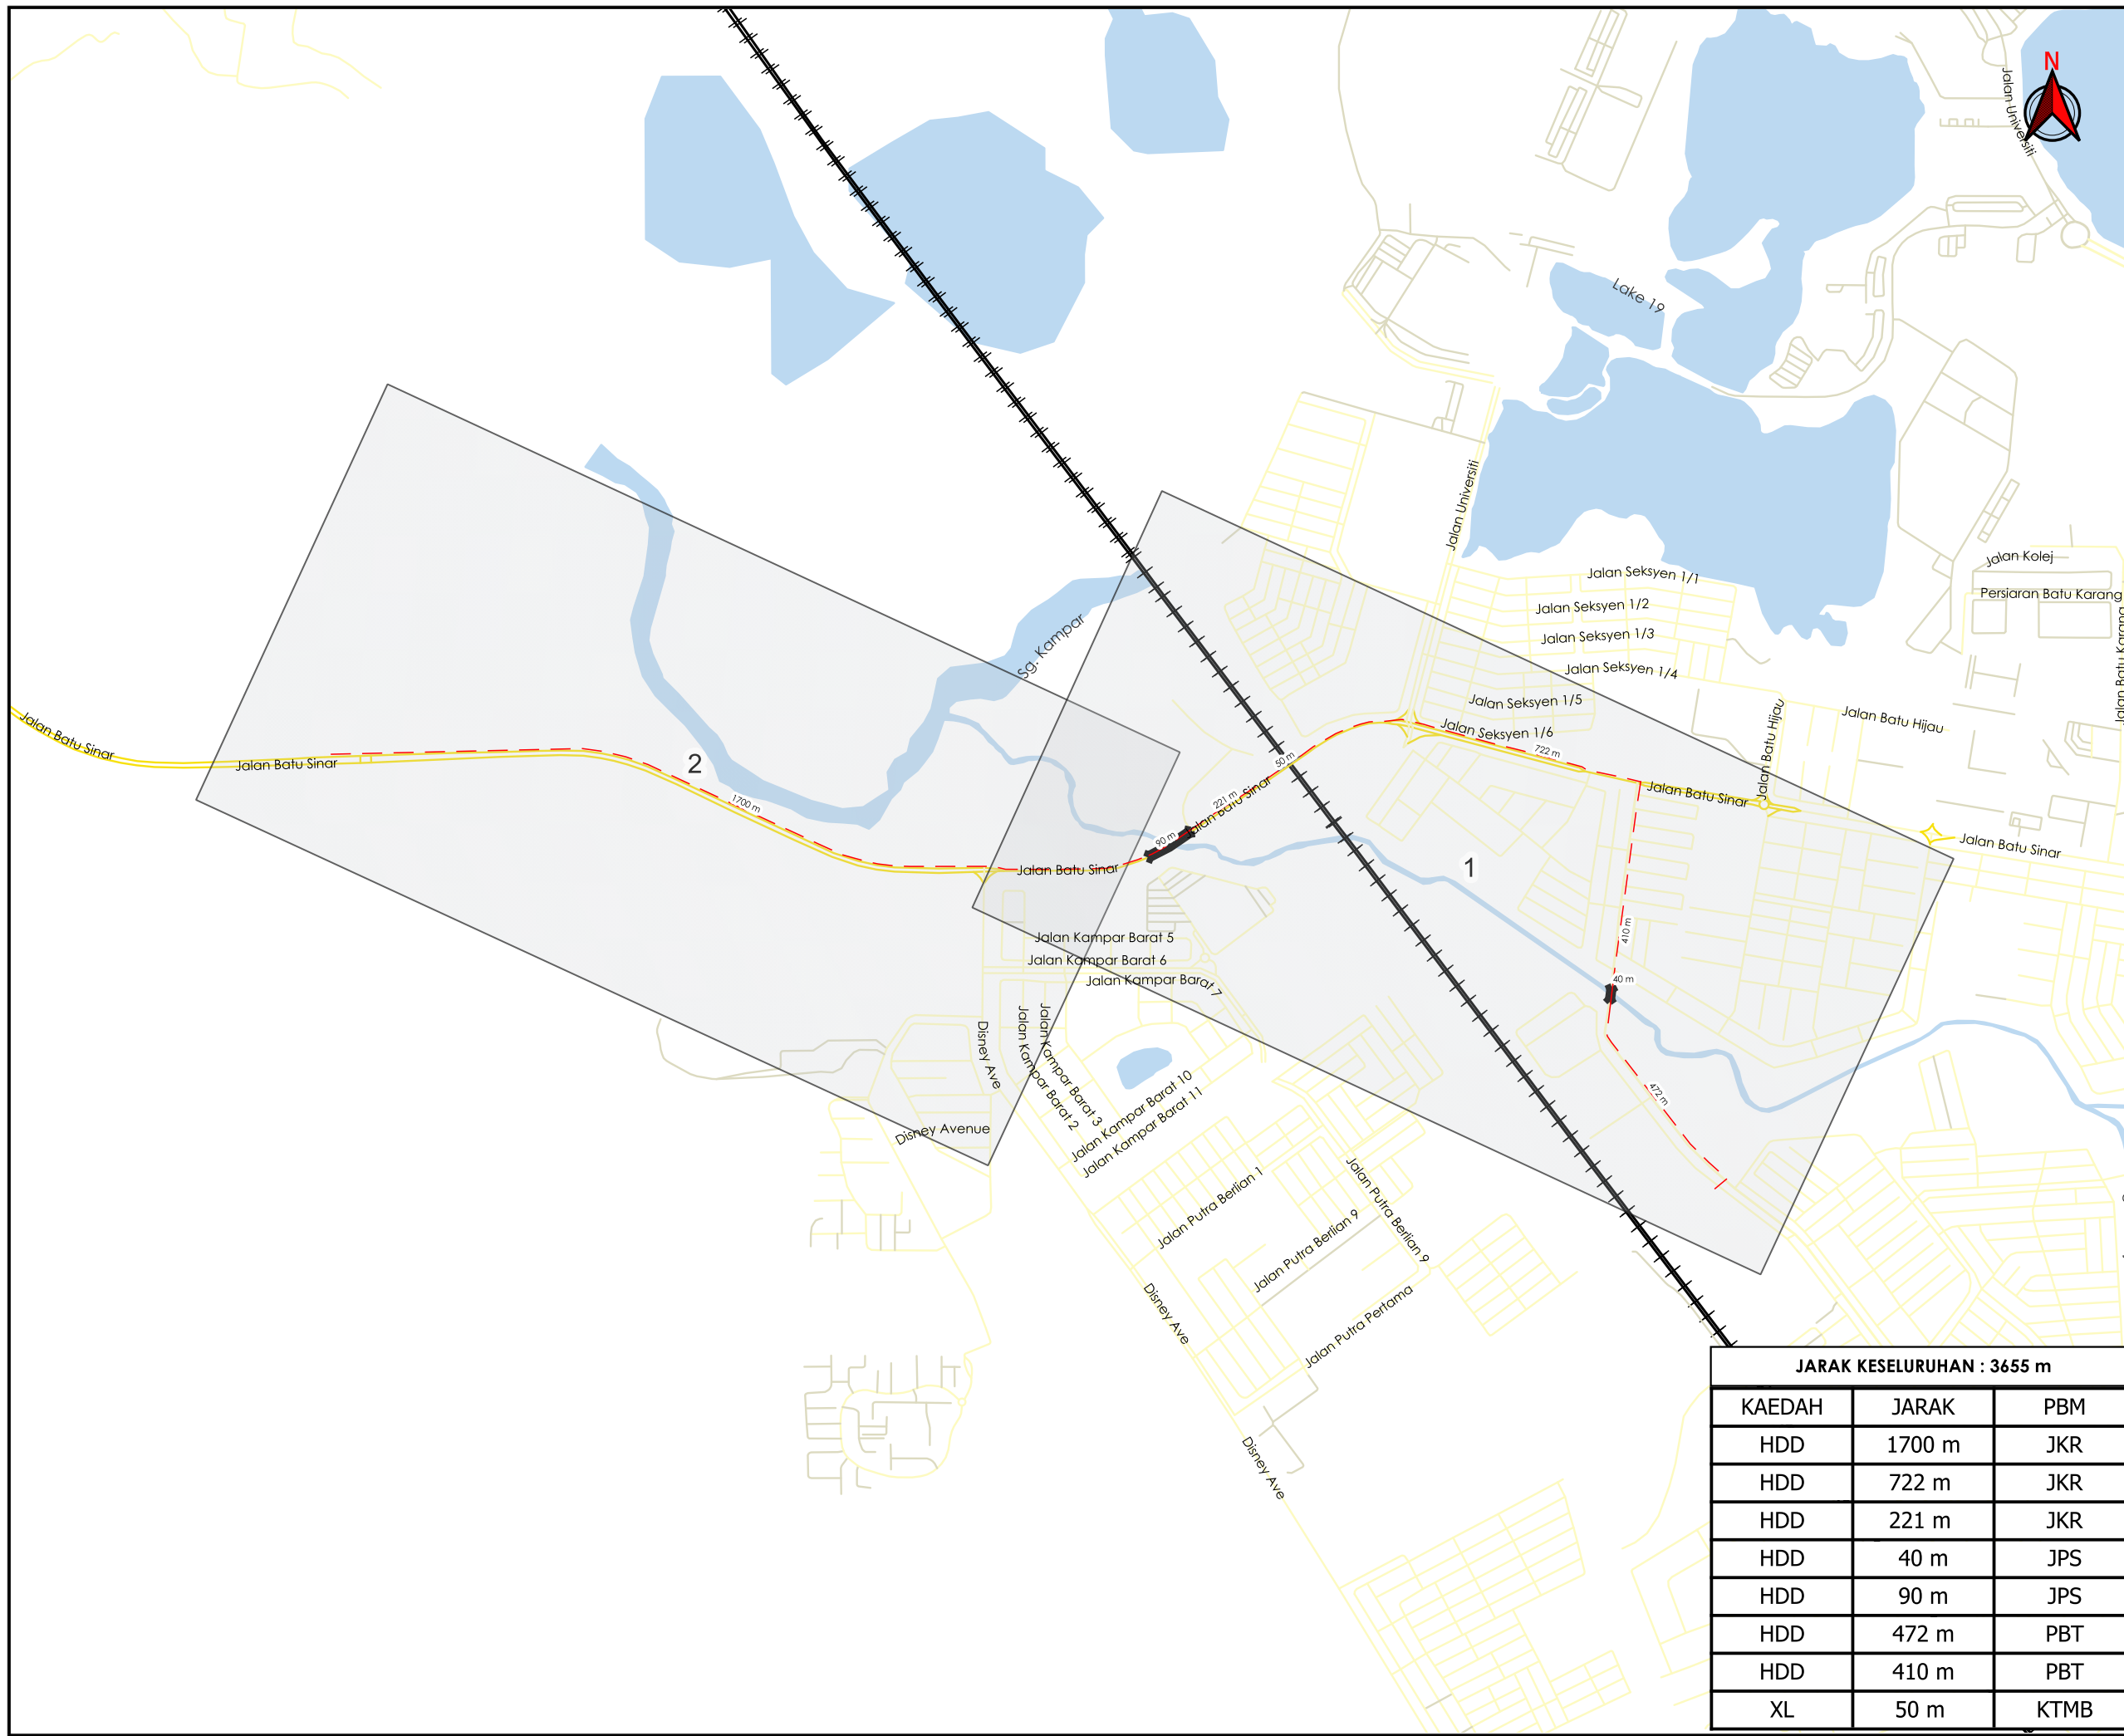 N
Jalan Universiti
Lake 19
Jalan Universiti
Jalan Kolej
Persiaran Batu Karang
Jalan Batu Karang
Jalan Seksyen 1/1
Jalan Seksyen 1/2
Jalan Seksyen 1/3
Jalan Seksyen 1/4
Jalan Seksyen 1/5
Jalan Seksyen 1/6
Jalan Batu Hijau
Jalan Batu Hijau
Sg. Kampar
Jalan Batu Sinar
Jalan Batu Sinar
2
1700 m
50 m
722 m
221 m
Jalan Batu Sinar
90 m
Jalan Batu Sinar
Jalan Batu Sinar
Jalan Batu Sinar
1
410 m
40 m
472 m
Jalan Kampar Barat 5
Jalan Kampar Barat 6
Jalan Kampar Barat 7
Disney Ave
Jalan Kampar Barat 2
Jalan Kampar Barat 3
Jalan Kampar Barat 10
Jalan Kampar Barat 11
Disney Avenue
Jalan Putra Berlian 1
Jalan Putra Berlian 9
Jalan Putra Berlian 9
Jalan Putra Pertama
Disney Ave
Disney Ave
JARAK KESELURUHAN : 3655 m
KAEDAH JARAK PBM
HDD 1700 m JKR
HDD 722 m JKR
HDD 221 m JKR
HDD 40 m JPS
HDD 90 m JPS
HDD 472 m PBT
HDD 410 m PBT
XL 50 m KTMB